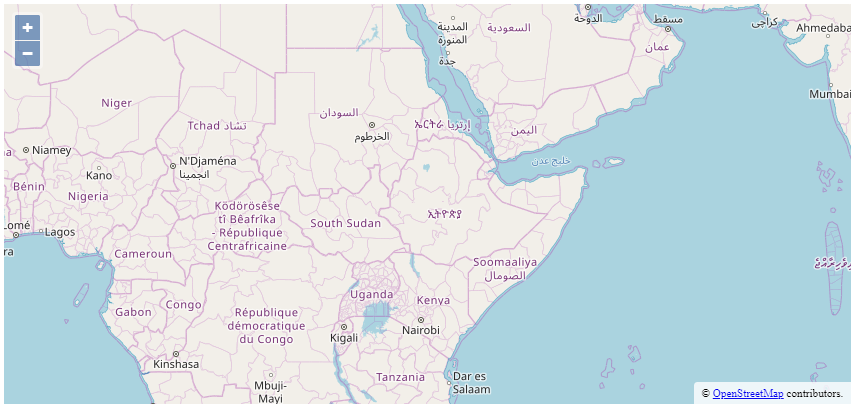 +
−
المدينة
المنورة
السعودية
الدوحة
مسقط
كراچی
Ahmedaba
جدة
عمان
Mumbai
Niger
Tchad تشاد
السودان
الخرطوم
ኤርትራ إرتريا
اليمن
خليج عدن
Niamey
N'Djaména
انجمينا
Kano
Bénin
Nigeria
Ködörösêse
tî Bêafrîka
- République
Centrafricaine
South Sudan
ኢትዮጵያ
Lomé
Lagos
ra
Cameroun
Soomaaliya
الصومال
Uganda
Kenya
Gabon
Congo
République
démocratique
du Congo
Nairobi
Kigali
Kinshasa
Mbuji-
Mayi
Tanzania
Dar es
Salaam
© OpenStreetMap contributors.